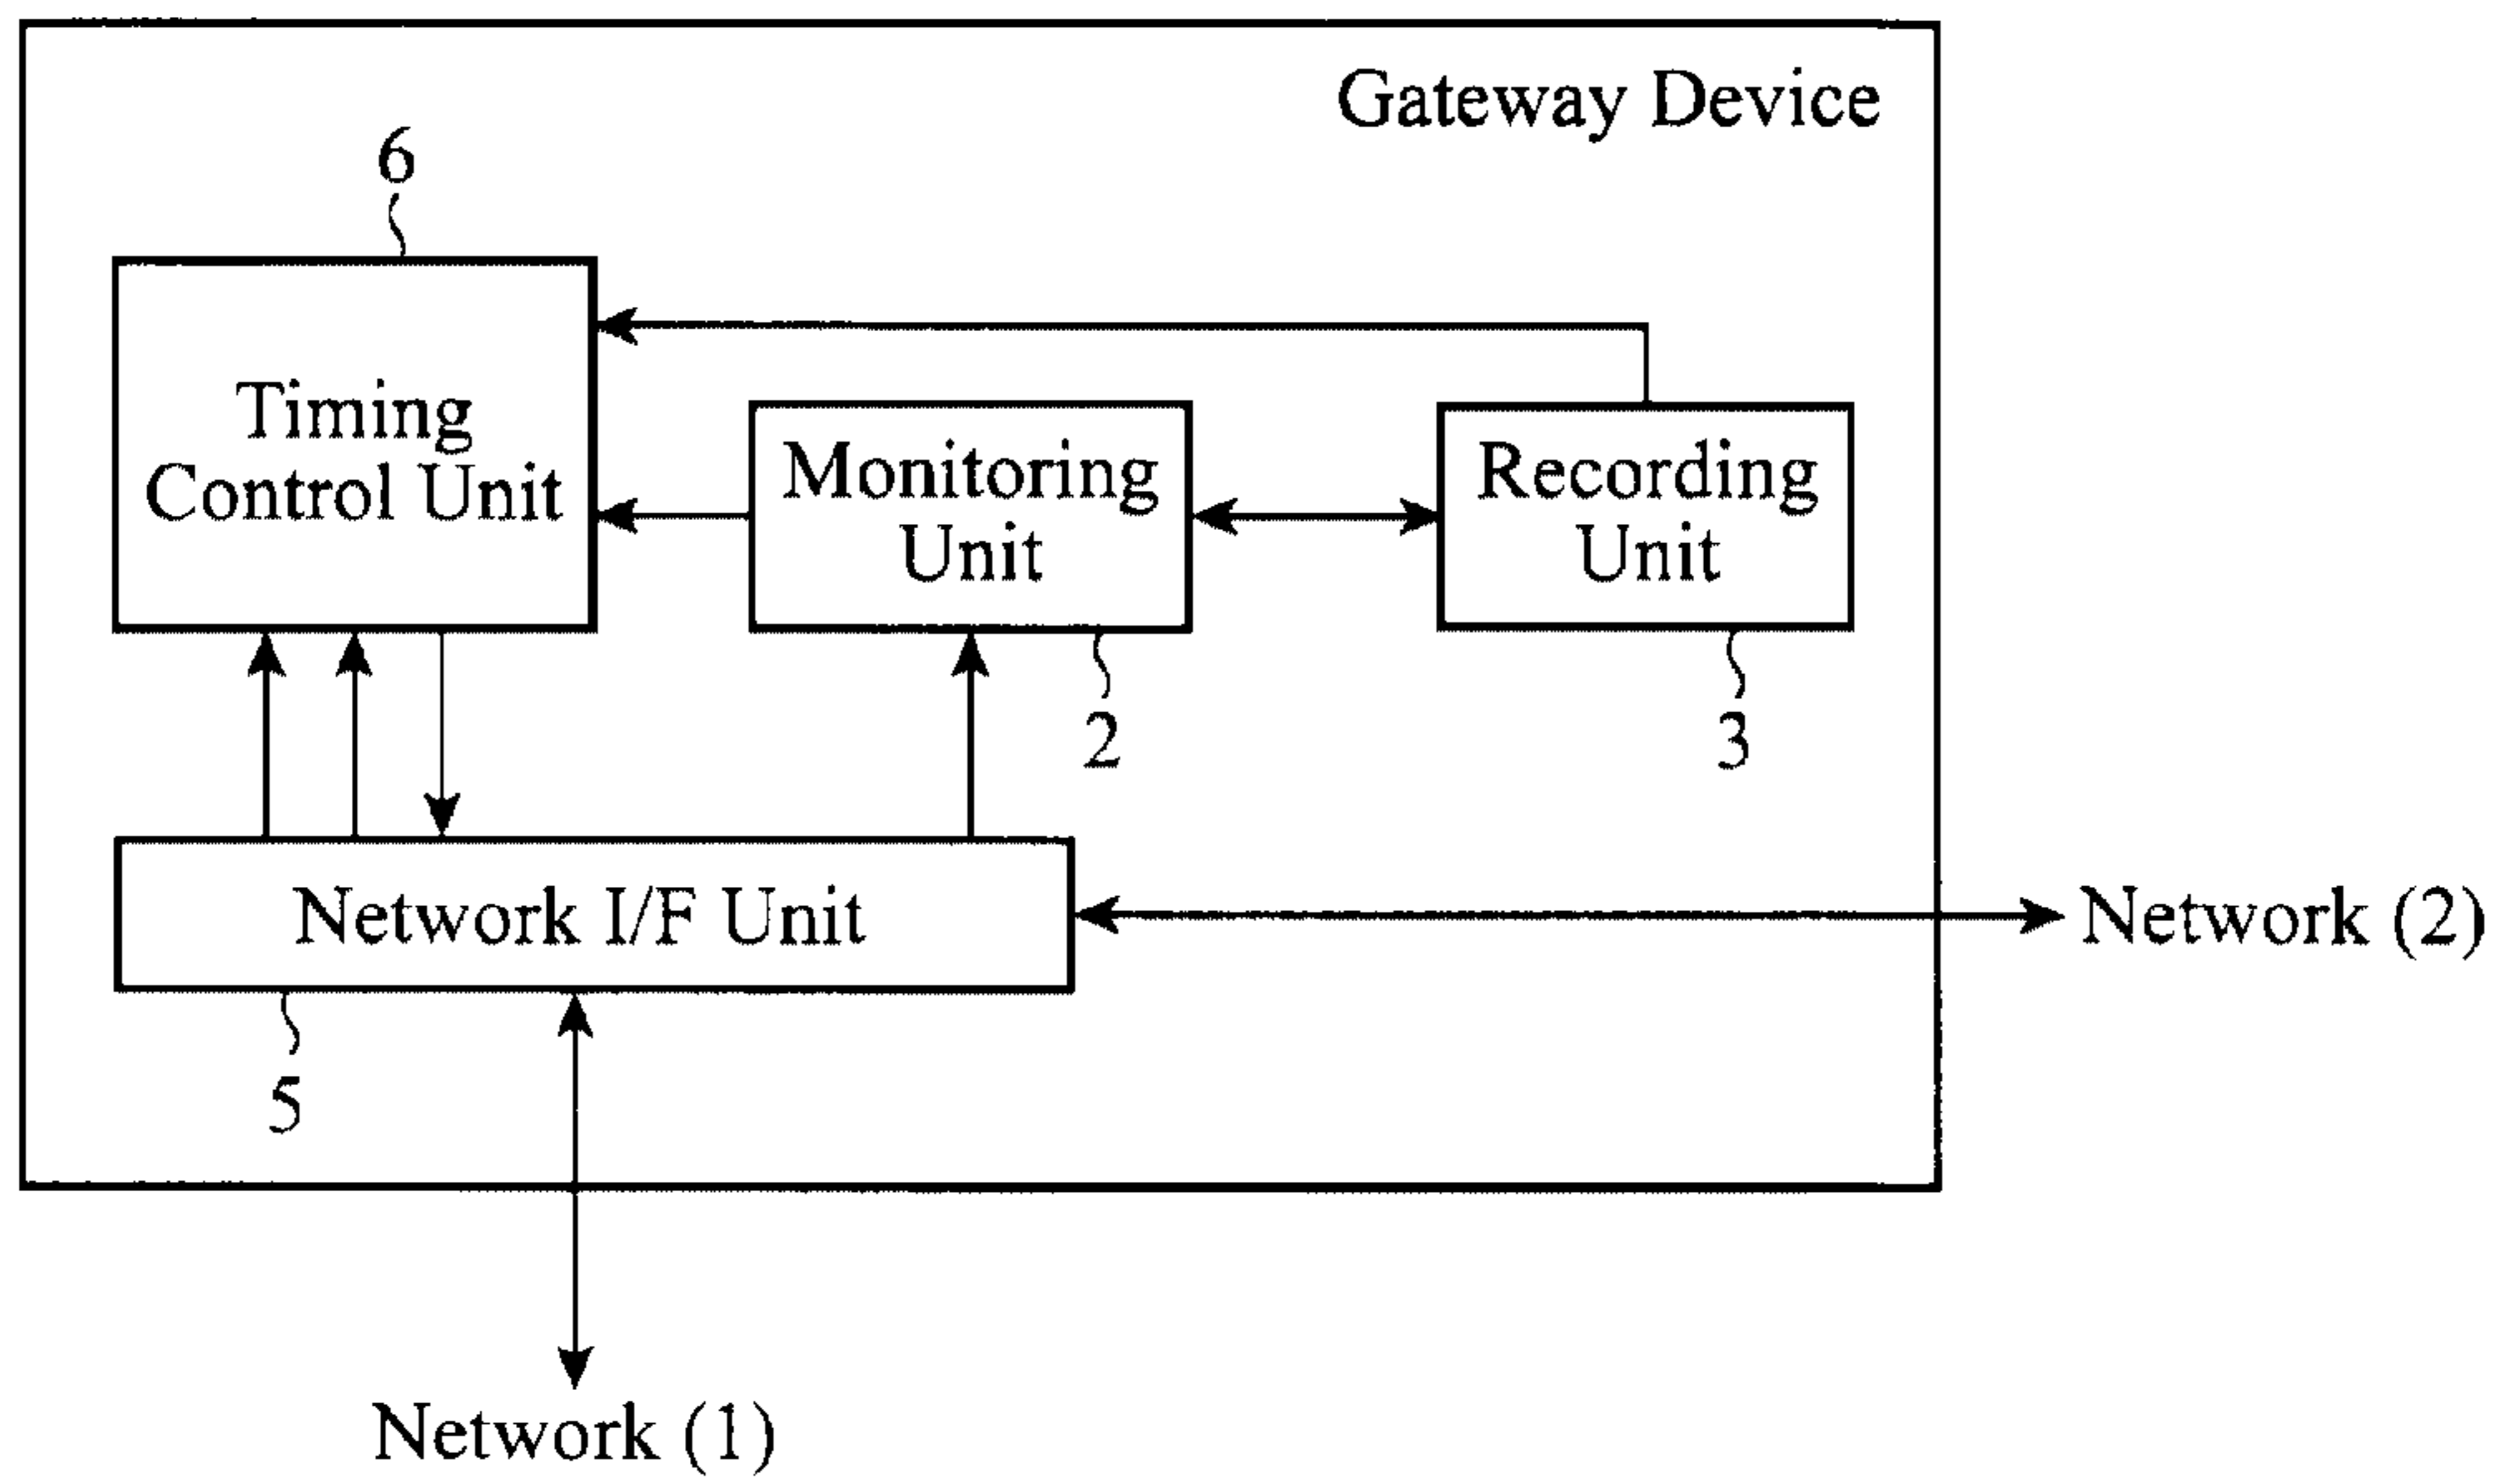 Gateway Device
6
Timing
Control Unit
Monitoring
Unit
Recording
Unit
2
3
Network I/F Unit
Network (2)
5
Network (1)